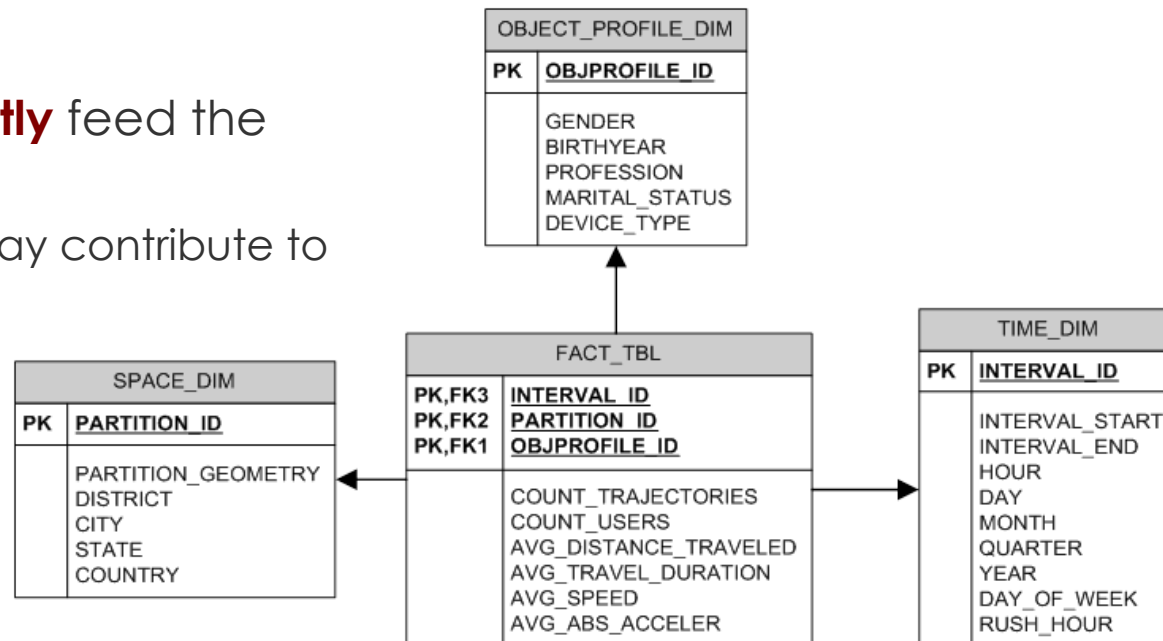 tly feed the
ay contribute to
OBJECT_PROFILE_DIM
PK OBJPROFILE_ID
GENDER
BIRTHYEAR
PROFESSION
MARITAL_STATUS
DEVICE_TYPE
SPACE_DIM
PK PARTITION_ID
PARTITION_GEOMETRY
DISTRICT
CITY
STATE
COUNTRY
FACT_TBL
PK,FK3 INTERVAL_ID
PK,FK2 PARTITION_ID
PK,FK1 OBJPROFILE_ID
COUNT_TRAJECTORIES
COUNT_USERS
AVG_DISTANCE_TRAVELED
AVG_TRAVEL_DURATION
AVG_SPEED
AVG_ABS_ACCELER
TIME_DIM
PK INTERVAL_ID
INTERVAL_START
INTERVAL_END
HOUR
DAY
MONTH
QUARTER
YEAR
DAY_OF_WEEK
RUSH_HOUR